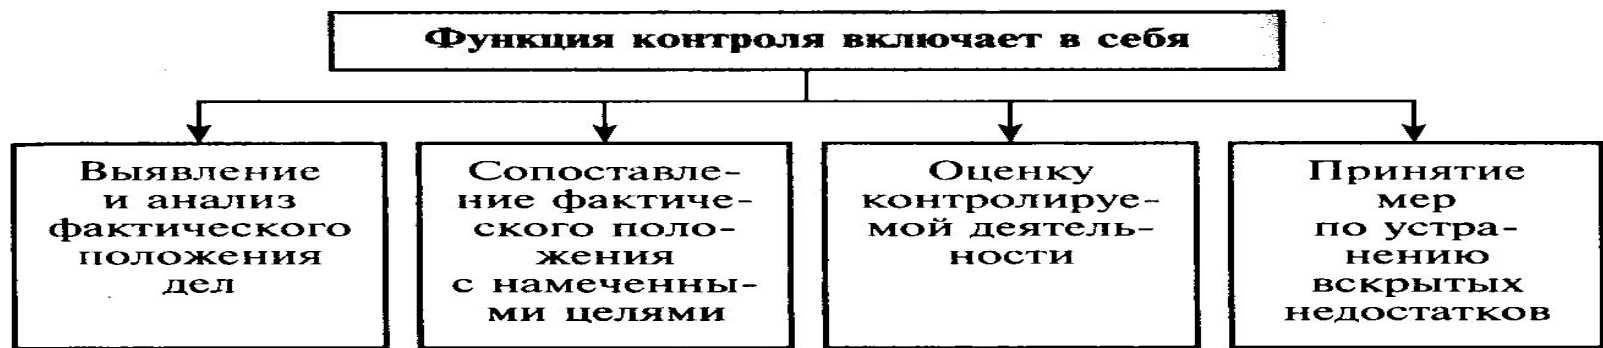 Функция контроля включает в себя
Выявление
и анализ
фактического
положения
дел
Сопоставле-
ние фактиче-
ского поло-
жения
с намеченны-
ми целями
Оценку
контролируе-
мой деятель-
ности
Принятие
мер
по устра-
нению
вскрытых
недостатков